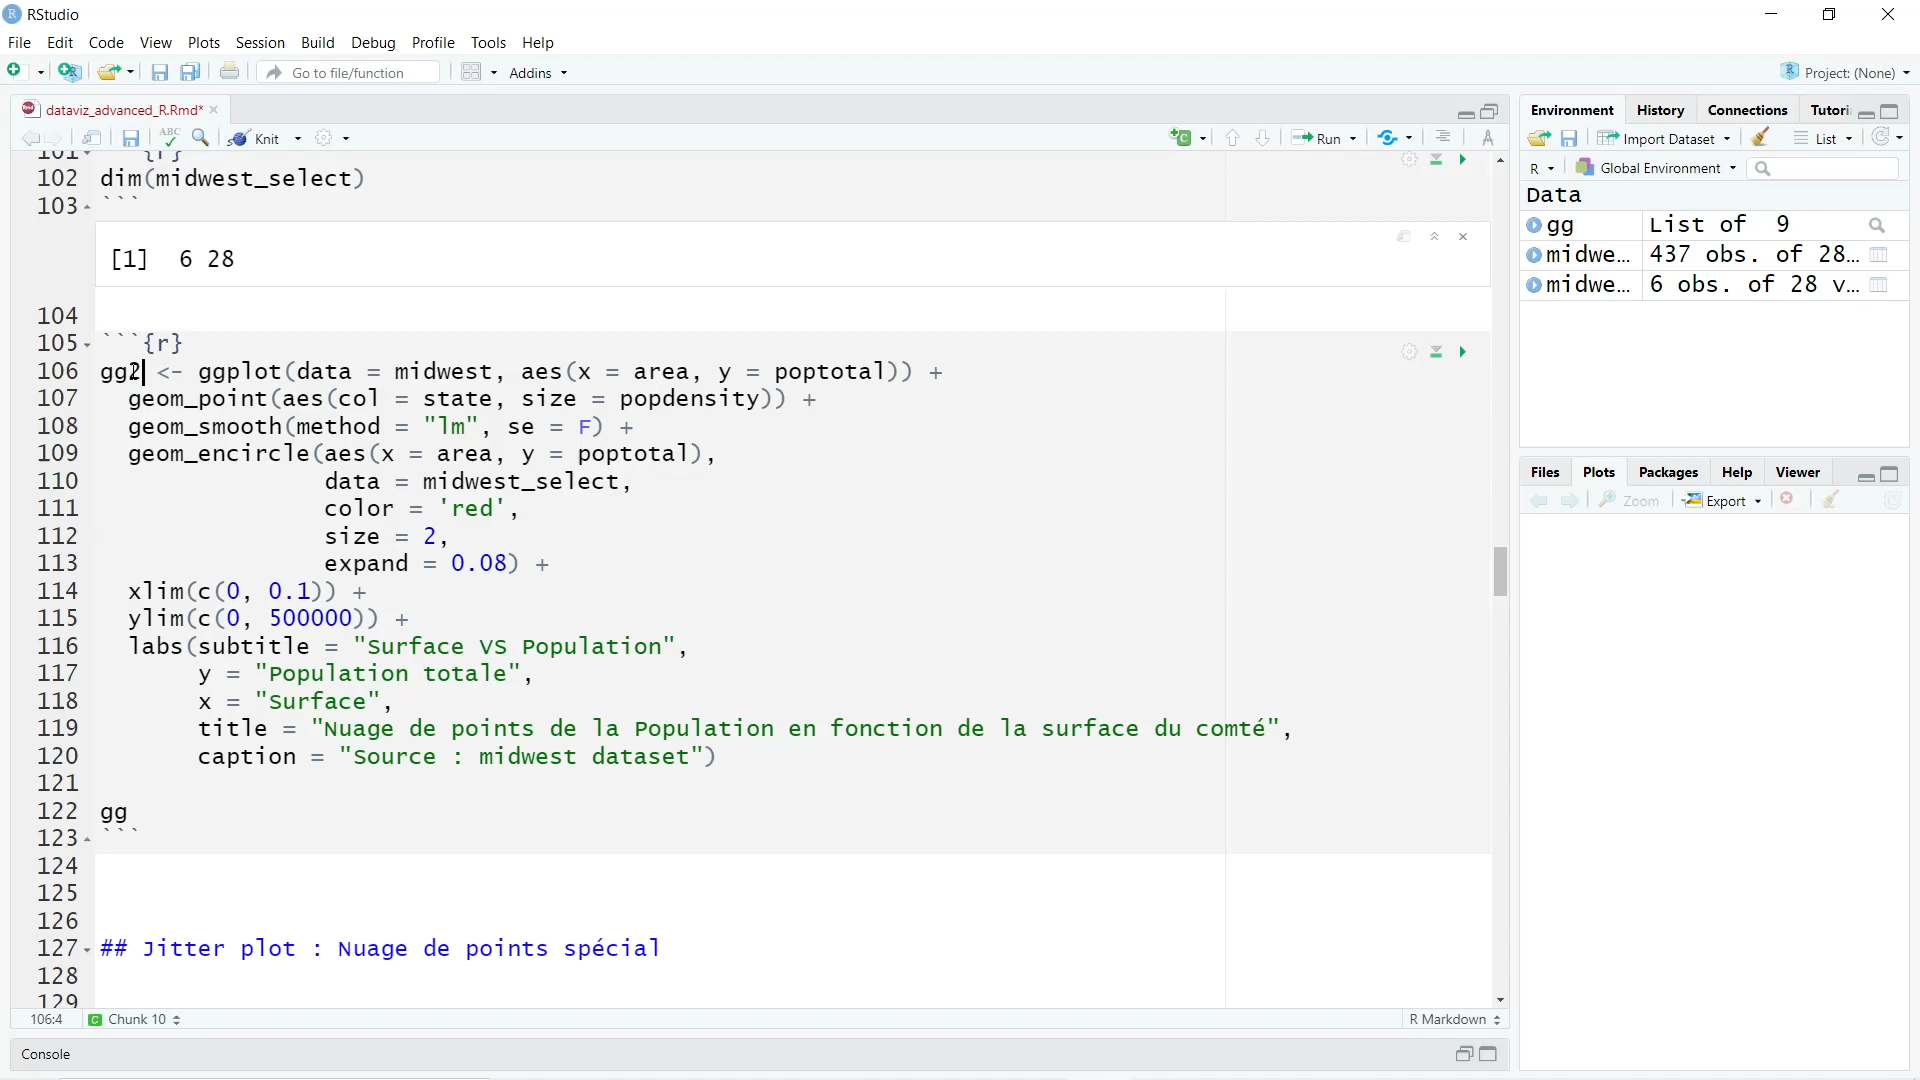 RStudio
File Edit Code View Plots Session Build Debug Profile Tools Help
Go to file/function Addins Project: (None)
dataviz_advanced_R.Rmd*
ABC Knit Run
101 ```{r}
102 dim(midwest_select)
103 ```
[1] 6 28
104
105 ```{r}
106 gg2 <- ggplot(data = midwest, aes(x = area, y = poptotal)) +
107 geom_point(aes(col = state, size = popdensity)) +
108 geom_smooth(method = "lm", se = F) +
109 geom_encircle(aes(x = area, y = poptotal),
110 data = midwest_select,
111 color = 'red',
112 size = 2,
113 expand = 0.08) +
114 xlim(c(0, 0.1)) +
115 ylim(c(0, 500000)) +
116 labs(subtitle = "Surface VS Population",
117 y = "Population totale",
118 x = "Surface",
119 title = "Nuage de points de la Population en fonction de la surface du comté",
120 caption = "Source : midwest dataset")
121
122 gg
123 ```
124
125
126
127 ## Jitter plot : Nuage de points spécial
128
129
106:4 Chunk 10 R Markdown
Console
Environment History Connections Tutori
Import Dataset List
R Global Environment
Data
gg List of 9
midwe... 437 obs. of 28...
midwe... 6 obs. of 28 v...
Files Plots Packages Help Viewer
Zoom Export